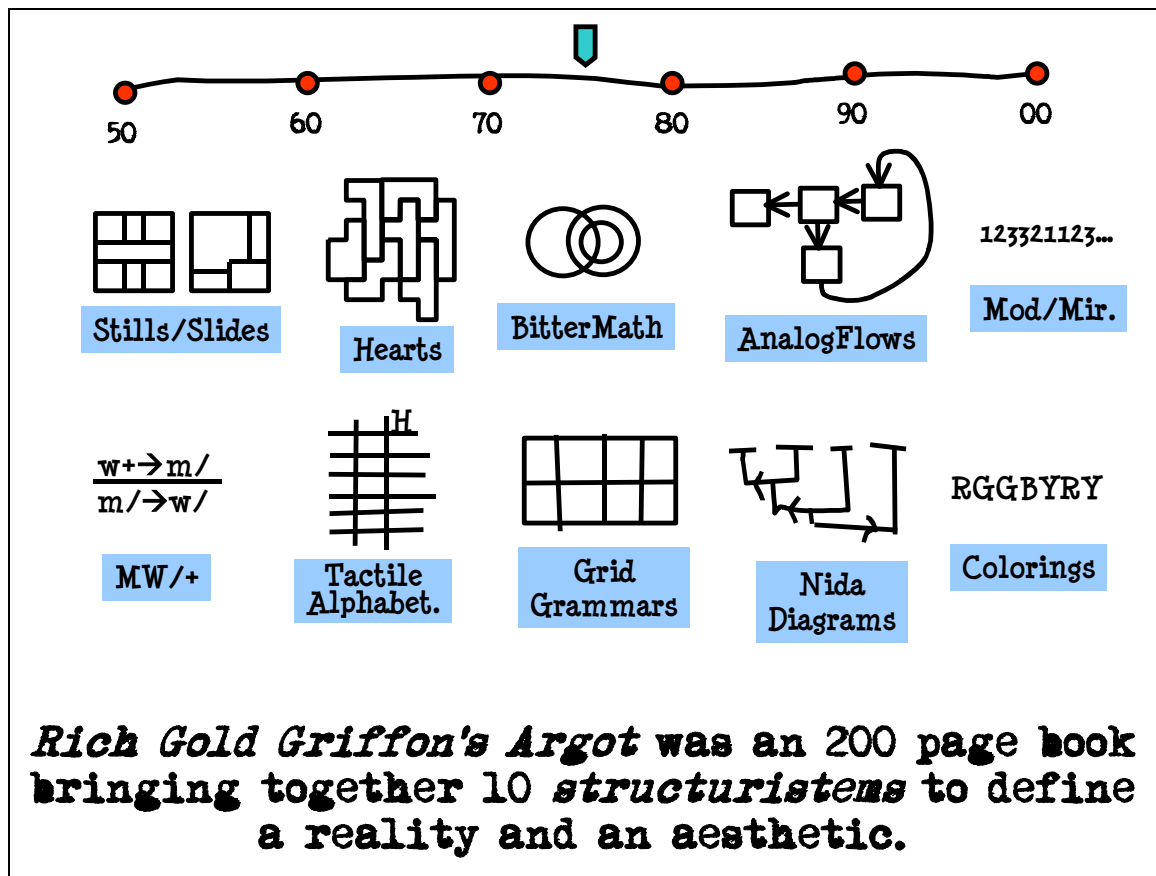 50 60 70 80 90 00
123321123...
Stills/Slides
Hearts
BitterMath
AnalogFlows
Mod/Mir.
w+→m/
m/→w/
H
RGGBYRY
MW/+
Tactile
Alphabet.
Grid
Grammars
Nida
Diagrams
Colorings
Rich Gold Griffon's Argot was an 200 page book
bringing together 10 structuristems to define
a reality and an aesthetic.